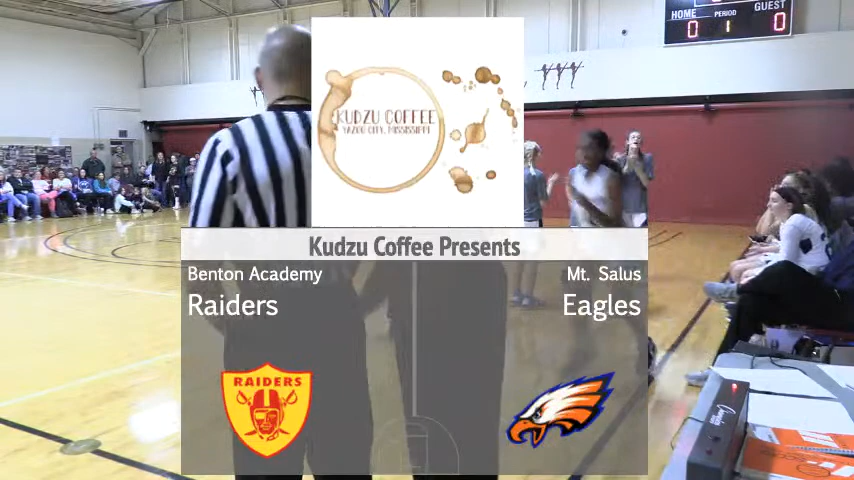 HOME PERIOD GUEST
0 1 0
KUDZU COFFEE
YAZOO CITY, MISSISSIPPI
Kudzu Coffee Presents
Benton Academy
Mt. Salus
Raiders
Eagles
RAIDERS